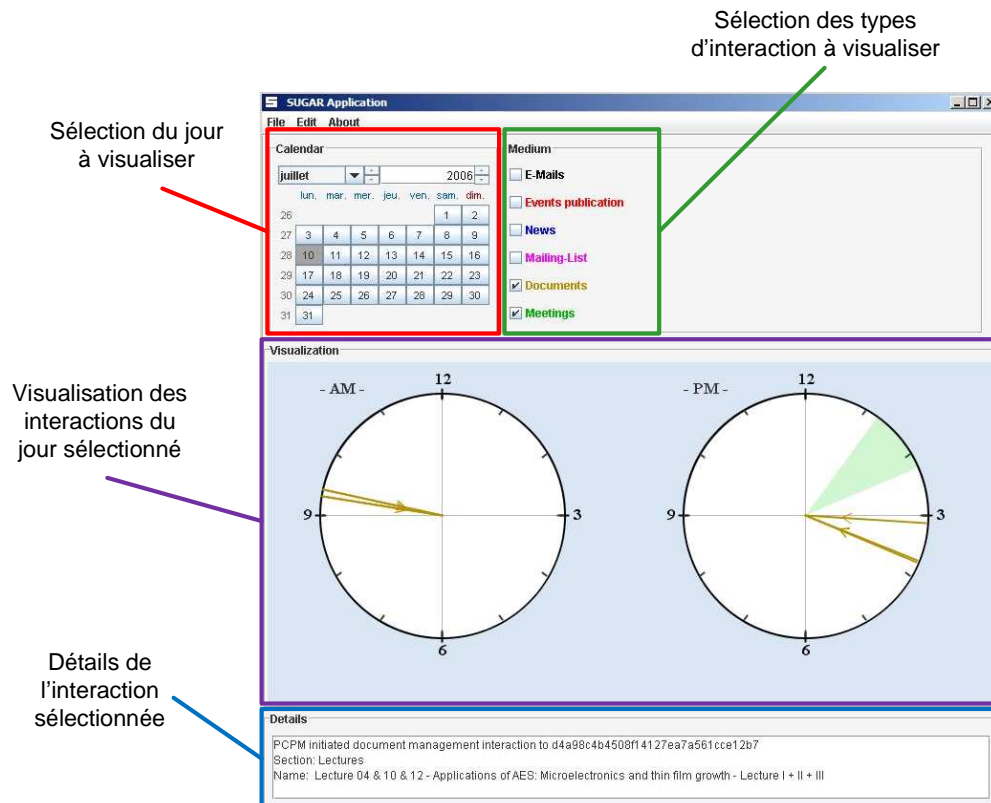 Sélection des types
d'interaction à visualiser
Sélection du jour
à visualiser
SUGAR Application
File Edit About
Calendar
juillet 2006
lun. mar. mer. jeu. ven. sam. dim.
26 1 2
27 3 4 5 6 7 8 9
28 10 11 12 13 14 15 16
29 17 18 19 20 21 22 23
30 24 25 26 27 28 29 30
31 31
Medium
E-Mails
Events publication
News
Mailing-List
Documents
Meetings
Visualisation des
interactions du
jour sélectionné
Visualization
- AM -
12
9
3
6
- PM -
12
9
3
6
Détails de
l'interaction
sélectionnée
Details
PCPM initiated document management interaction to d4a98c4b4508f14127ea7a561cce12b7
Section: Lectures
Name: Lecture 04 & 10 & 12 - Applications of AES: Microelectronics and thin film growth - Lecture I + II + III